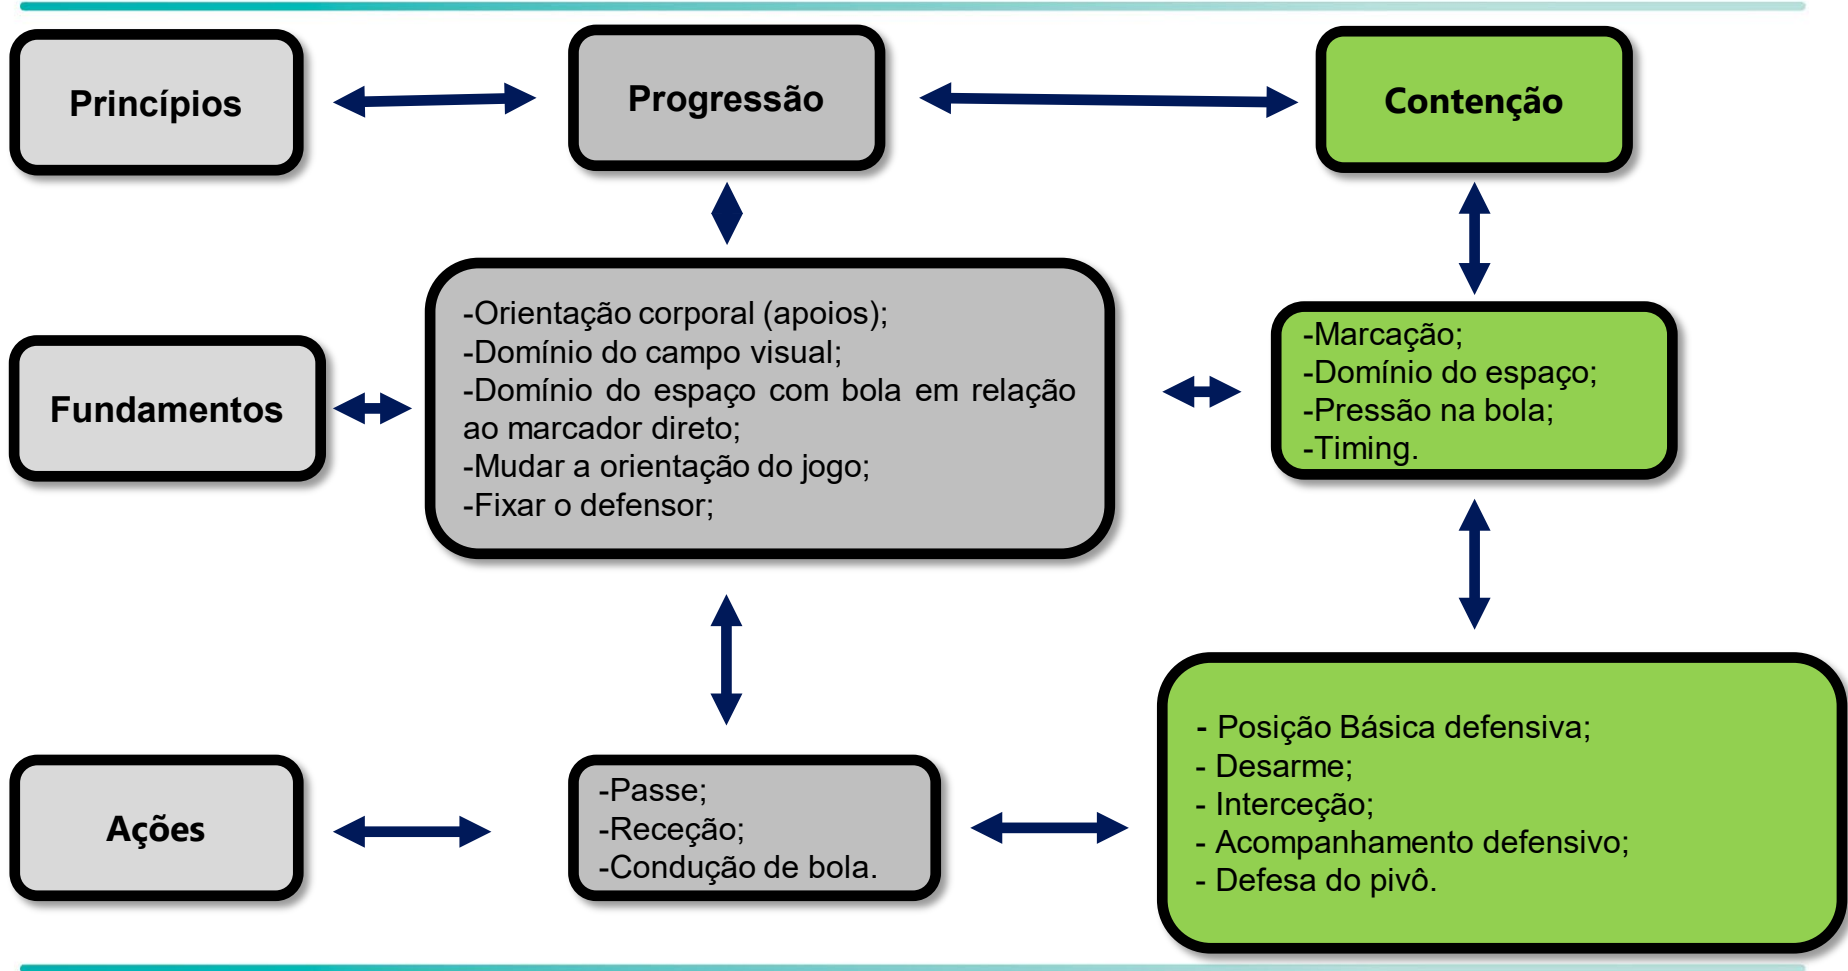 Princípios
Progressão
Contenção
Fundamentos
-Orientação corporal (apoios);
-Domínio do campo visual;
-Domínio do espaço com bola em relação
ao marcador direto;
-Mudar a orientação do jogo;
-Fixar o defensor;
-Marcação;
-Domínio do espaço;
-Pressão na bola;
-Timing.
Ações
-Passe;
-Receção;
-Condução de bola.
- Posição Básica defensiva;
- Desarme;
- Interceção;
- Acompanhamento defensivo;
- Defesa do pivô.